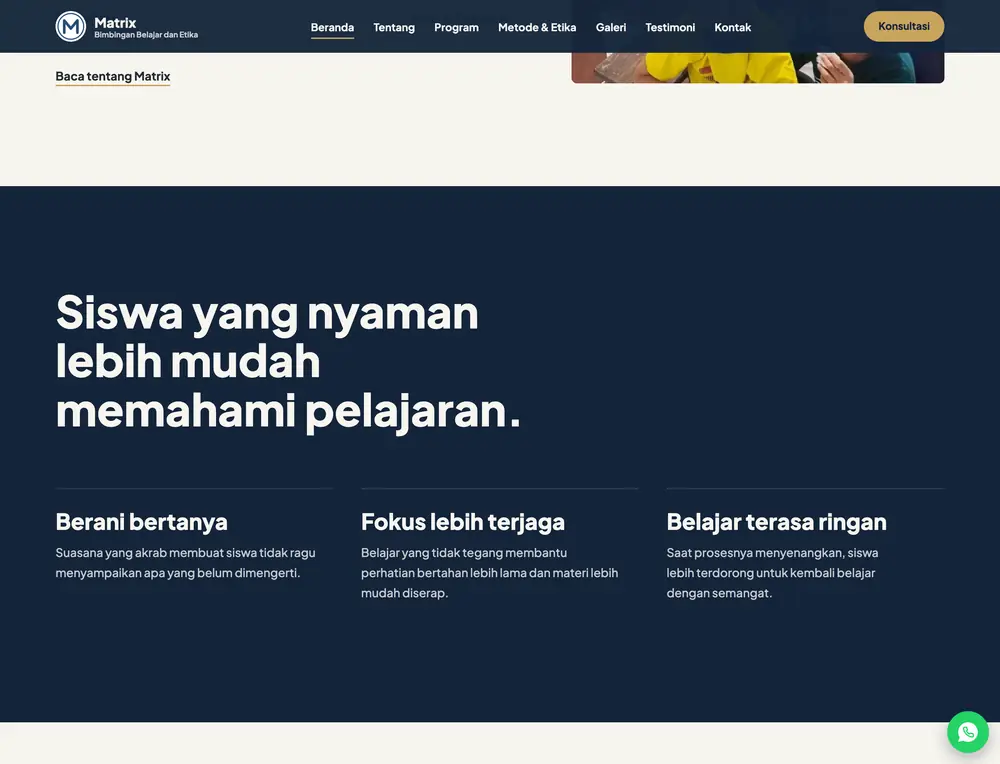 Matrix
Bimbingan Belajar dan Etika
Beranda
Tentang
Program
Metode & Etika
Galeri
Testimoni
Kontak
Konsultasi
Baca tentang Matrix
Siswa yang nyaman
lebih mudah
memahami pelajaran.
Berani bertanya
Suasana yang akrab membuat siswa tidak ragu
menyampaikan apa yang belum dimengerti.
Fokus lebih terjaga
Belajar yang tidak tegang membantu
perhatian bertahan lebih lama dan materi lebih
mudah diserap.
Belajar terasa ringan
Saat prosesnya menyenangkan, siswa
lebih terdorong untuk kembali belajar
dengan semangat.